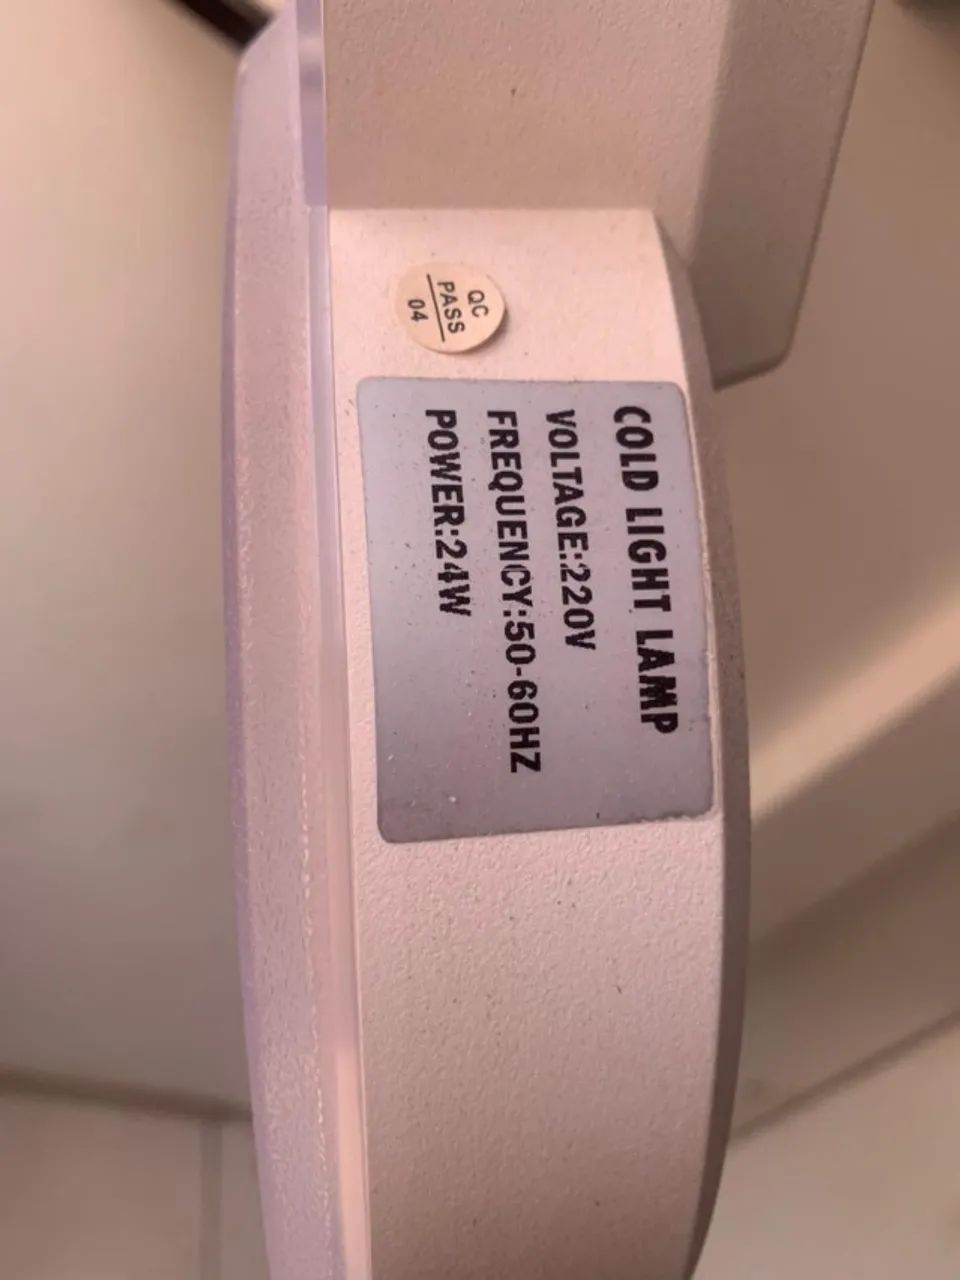 QC
PASS
04
COLD LIGHT LAMP
VOLTAGE:220V
FREQUENCY:50-60HZ
POWER:24W